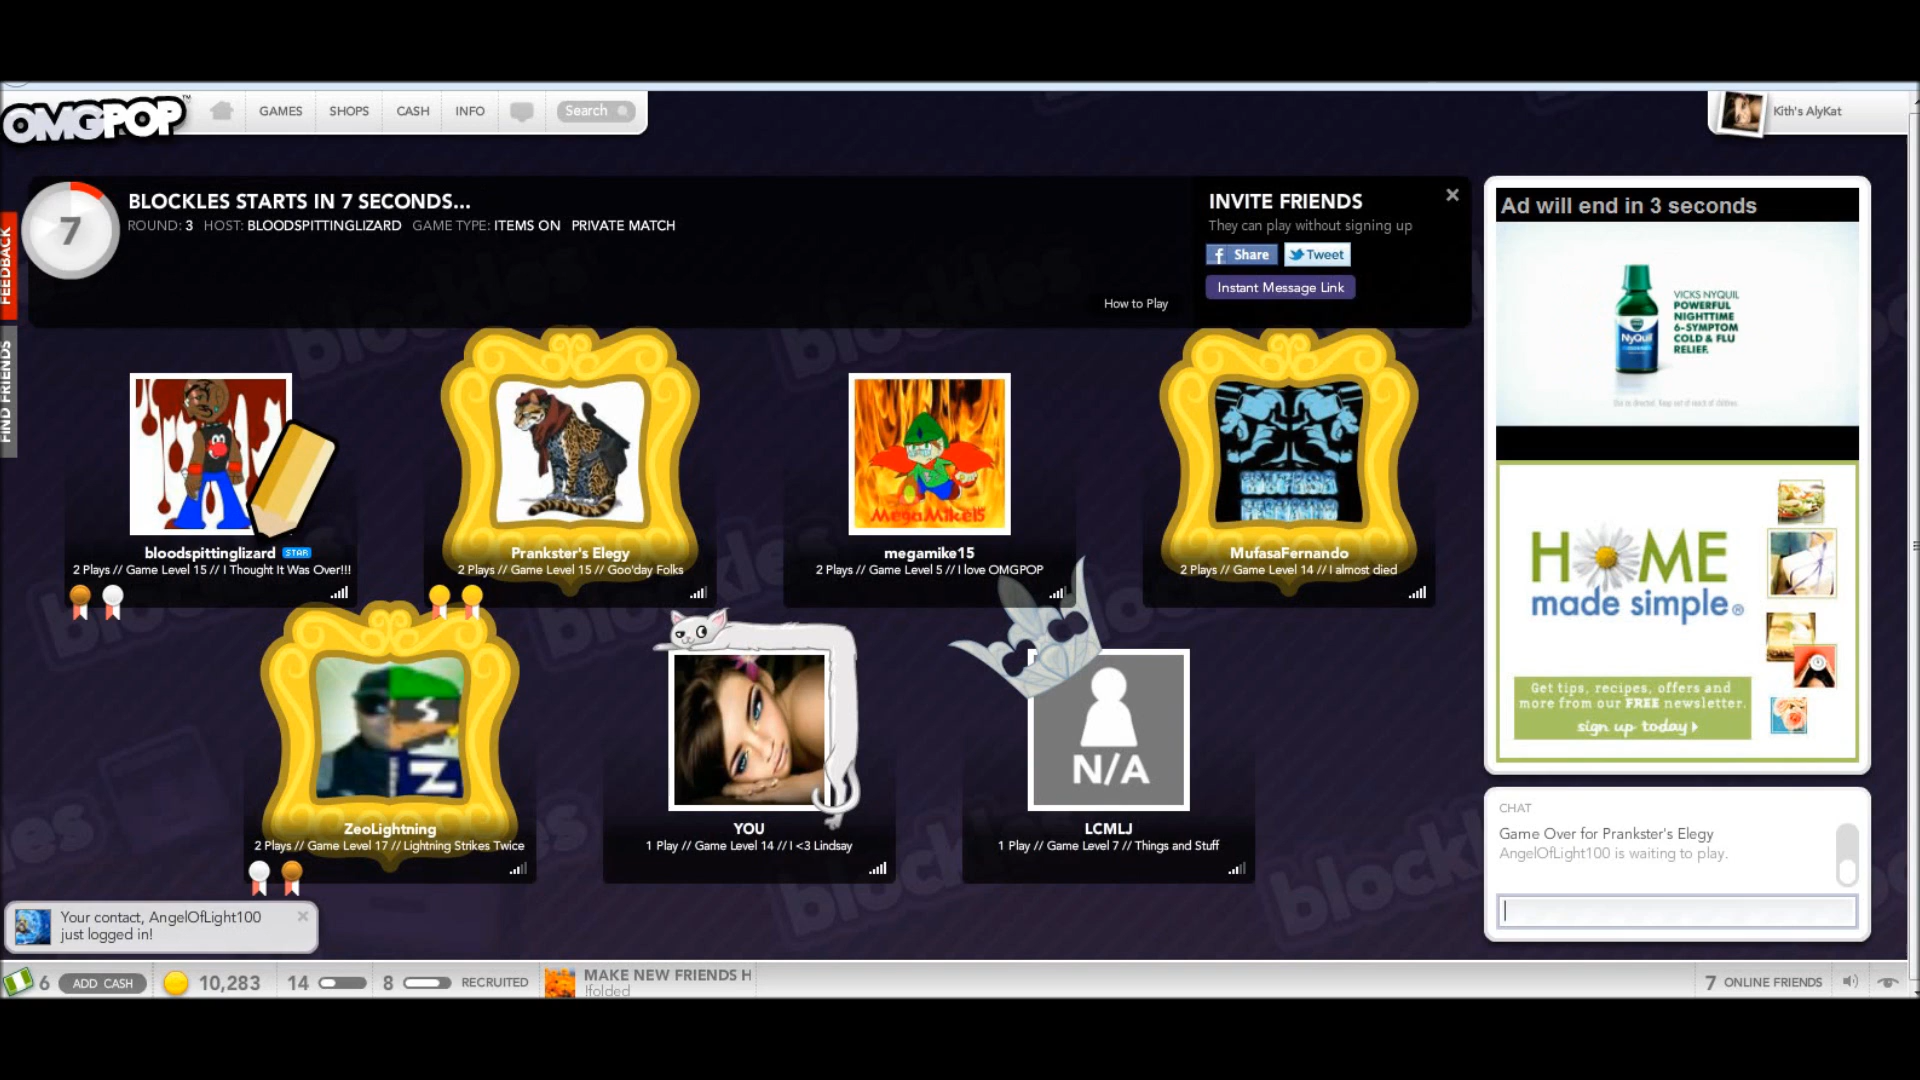 OMGPOP™
GAMES
SHOPS
CASH
INFO
Search
Kith's AlyKat
FEEDBACK
FIND FRIENDS
7
BLOCKLES STARTS IN 7 SECONDS...
ROUND: 3 HOST: BLOODSPITTINGLIZARD GAME TYPE: ITEMS ON PRIVATE MATCH
INVITE FRIENDS
They can play without signing up
Share
Tweet
Instant Message Link
How to Play
MegaMike15
bloodspittinglizard STAR
2 Plays // Game Level 15 // I Thought It Was Over!!!
Prankster's Elegy
2 Plays // Game Level 15 // Goo'day Folks
megamike15
2 Plays // Game Level 5 // I love OMGPOP
MufasaFernando
2 Plays // Game Level 14 // I almost died
S
N
ZeoLightning
2 Plays // Game Level 17 // Lightning Strikes Twice
YOU
1 Play // Game Level 14 // I <3 Lindsay
N/A
LCMLJ
1 Play // Game Level 7 // Things and Stuff
Ad will end in 3 seconds
VICKS NYQUIL
POWERFUL
NIGHTTIME
6-SYMPTOM
COLD & FLU
RELIEF.
NyQuil
HOME
made simple®
Get tips, recipes, offers and
more from our FREE newsletter.
sign up today
CHAT
Game Over for Prankster's Elegy
AngelOfLight100 is waiting to play.
Your contact, AngelOfLight100
just logged in!
6
ADD CASH
10,283
14
8
RECRUITED
MAKE NEW FRIENDS H
!folded
7 ONLINE FRIENDS